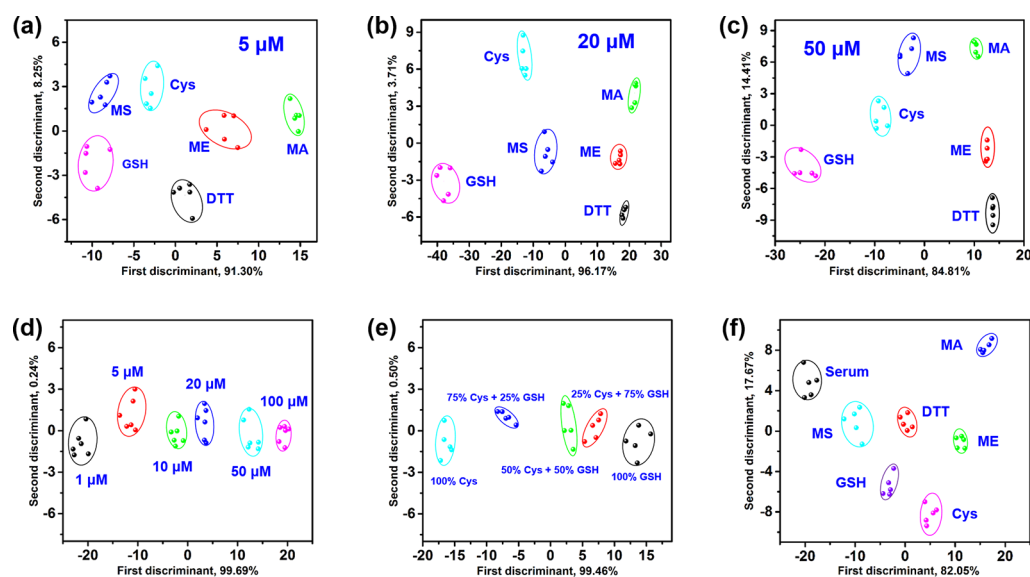 (a)
5 μM
Cys
MS
ME
MA
GSH
DTT
6
3
0
-3
-6
-10
-5
0
5
10
15
Second discriminant, 8.25%
First discriminant, 91.30%
(b)
20 μM
Cys
MA
MS
ME
GSH
DTT
9
6
3
0
-3
-6
-40
-30
-20
-10
0
10
20
30
Second discriminant, 3.71%
First discriminant, 96.17%
(c)
50 μM
MS
MA
Cys
GSH
ME
DTT
9
6
3
0
-3
-6
-9
-30
-20
-10
0
10
20
Second discriminant, 14.41%
First discriminant, 84.81%
(d)
5 μM
20 μM
100 μM
1 μM
10 μM
50 μM
6
3
0
-3
-6
-20
-10
0
10
20
Second discriminant, 0.24%
First discriminant, 99.69%
(e)
75% Cys + 25% GSH
25% Cys + 75% GSH
50% Cys + 50% GSH
100% Cys
100% GSH
6
3
0
-3
-6
-20
-15
-10
-5
0
5
10
15
Second discriminant, 0.50%
First discriminant, 99.46%
(f)
MA
Serum
DTT
MS
ME
GSH
Cys
8
4
0
-4
-8
-20
-10
0
10
20
Second discriminant, 17.67%
First discriminant, 82.05%